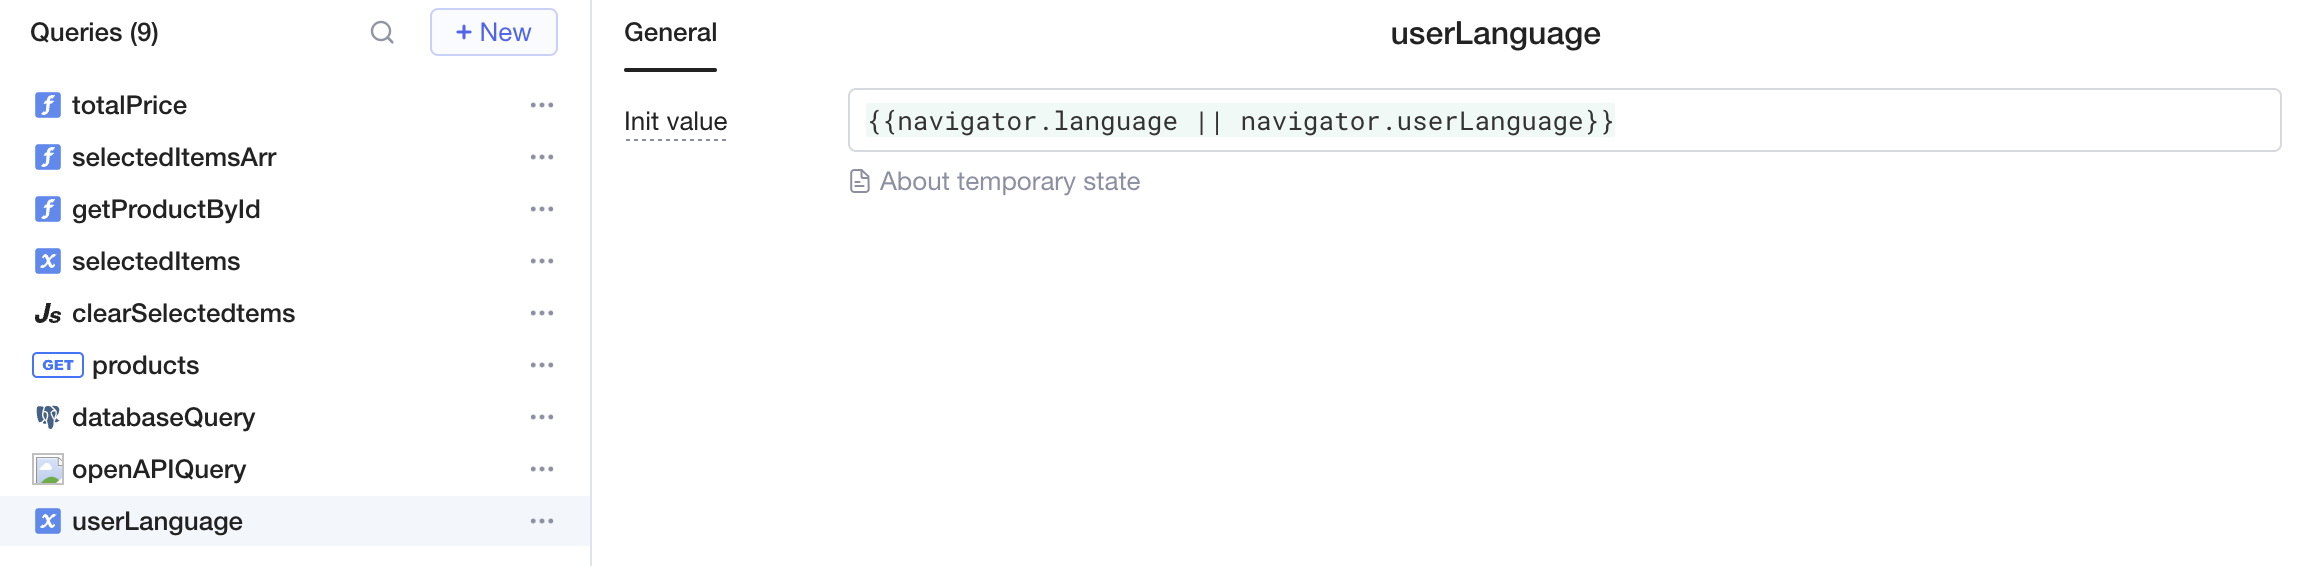 Queries (9)
+ New
totalPrice
selectedItemsArr
getProductById
selectedItems
Js clearSelectedtems
GET products
databaseQuery
openAPIQuery
userLanguage
General
userLanguage
Init value
{{navigator.language || navigator.userLanguage}}
About temporary state